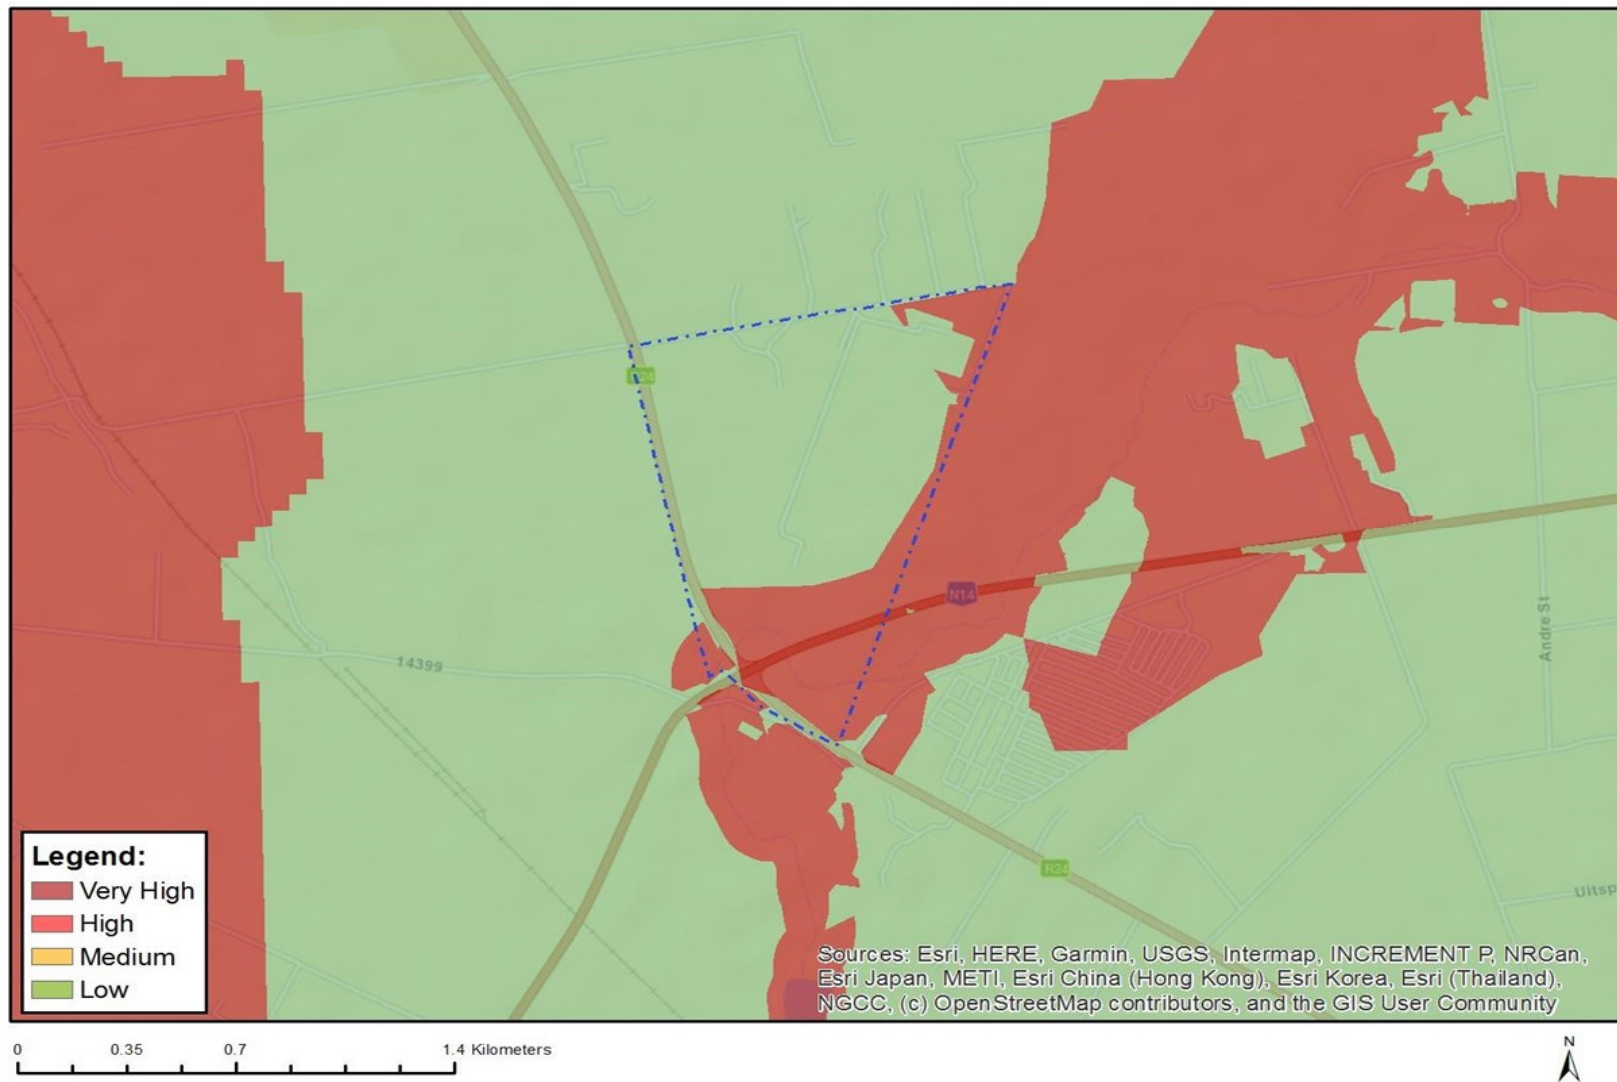 R24
N14
14399
Andre St
R24
Uitsp
Legend:
Very High
High
Medium
Low
Sources: Esri, HERE, Garmin, USGS, Intermap, INCREMENT P, NRCan,
Esri Japan, METI, Esri China (Hong Kong), Esri Korea, Esri (Thailand),
NGCC, (c) OpenStreetMap contributors, and the GIS User Community
0 0.35 0.7 1.4 Kilometers
N